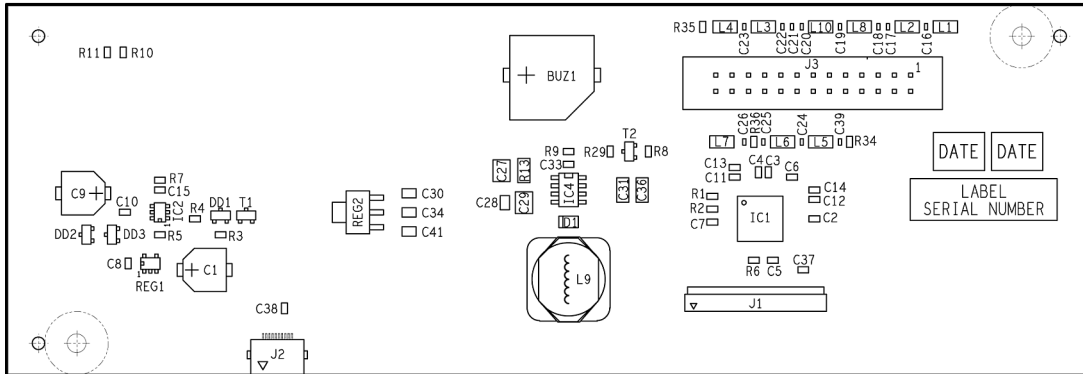 R35 L4 L3 L10 L8 L2 L1
C23 C22 C21 C20 C19 C18 C17 C16
R11 R10
J3 1
BUZ1
C26 R36 C25 C24 C39
L7 L6 L5 R34
T2
R9 R29 R8
C33
DATE DATE
C27 R13 C4 C3 C6
C13
C11
IC4 C31 C36
C9 R7
C15
C10 IC2 R4 DD1 T1
1
REG2 C30
C34
C41
C28 C29
R1
R2
C7
IC1
C14
C12
C2
LABEL
SERIAL NUMBER
D1
DD2 DD3 R5 R3
C8 1
REG1
C1
L9
R6 C5 C37
C38
J2
J1